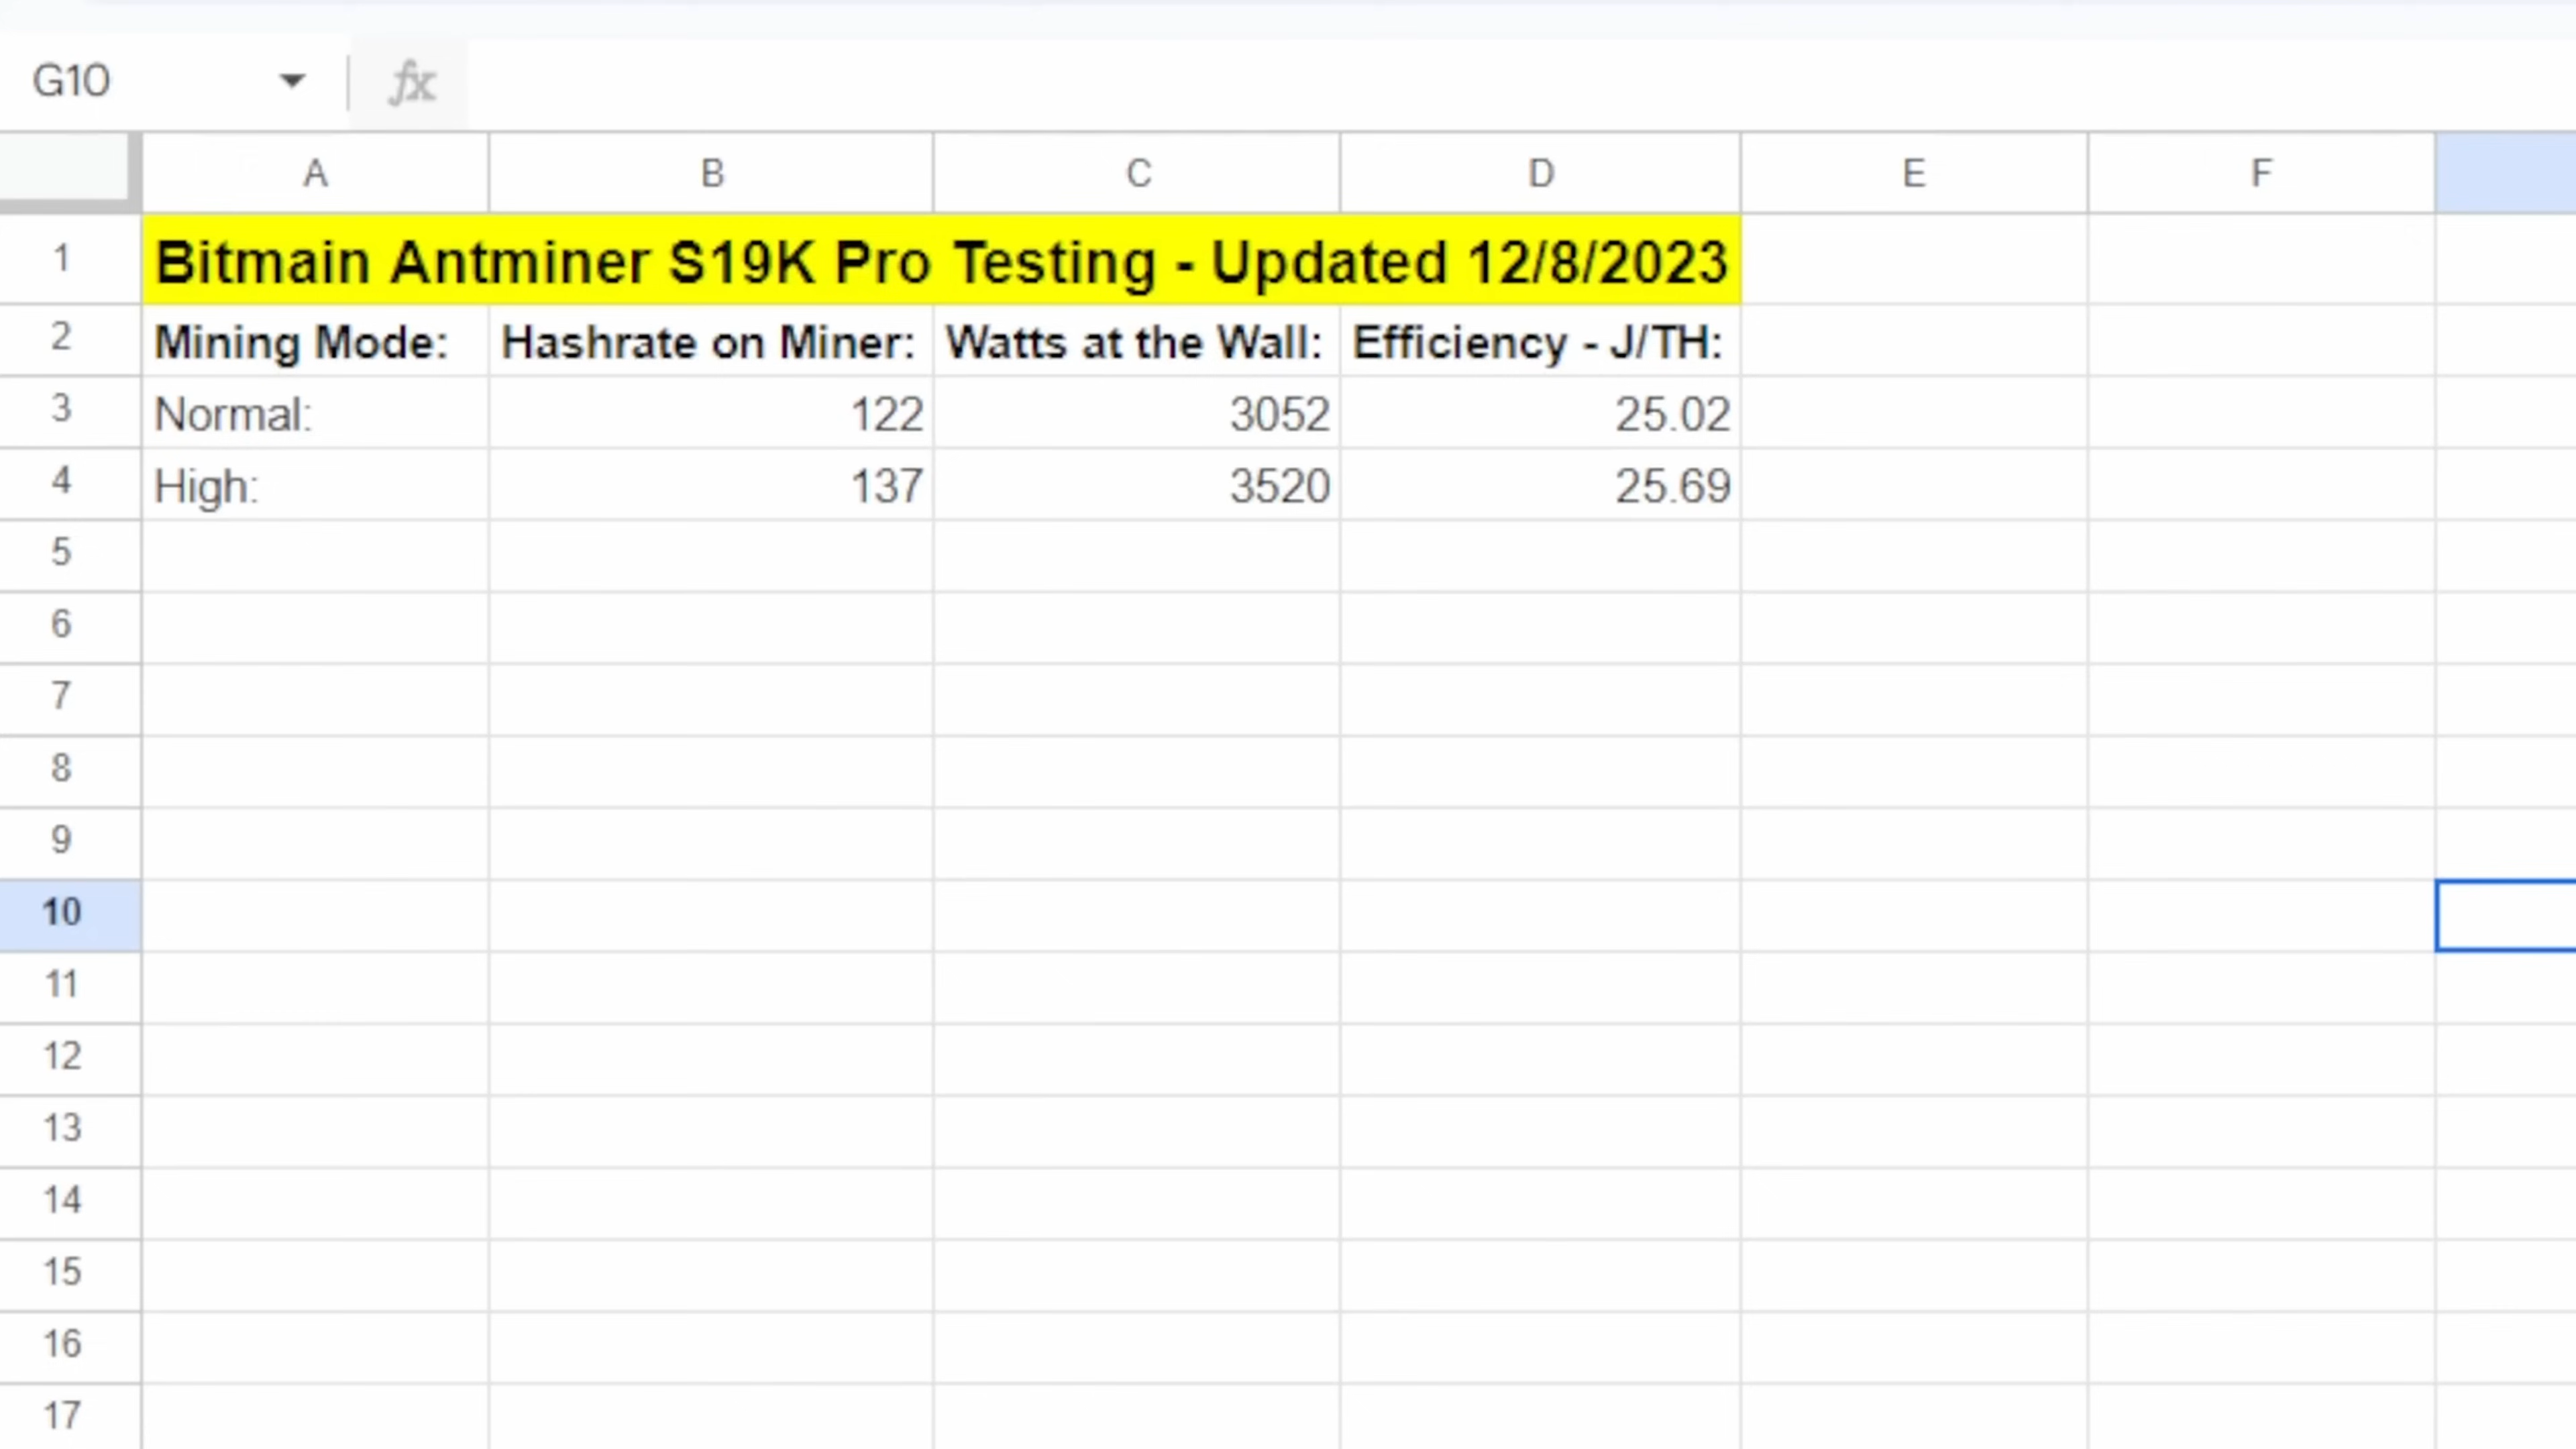 G10 fx
A B C D E F
1 Bitmain Antminer S19K Pro Testing - Updated 12/8/2023
2 Mining Mode: Hashrate on Miner: Watts at the Wall: Efficiency - J/TH:
3 Normal: 122 3052 25.02
4 High: 137 3520 25.69
5
6
7
8
9
10
11
12
13
14
15
16
17